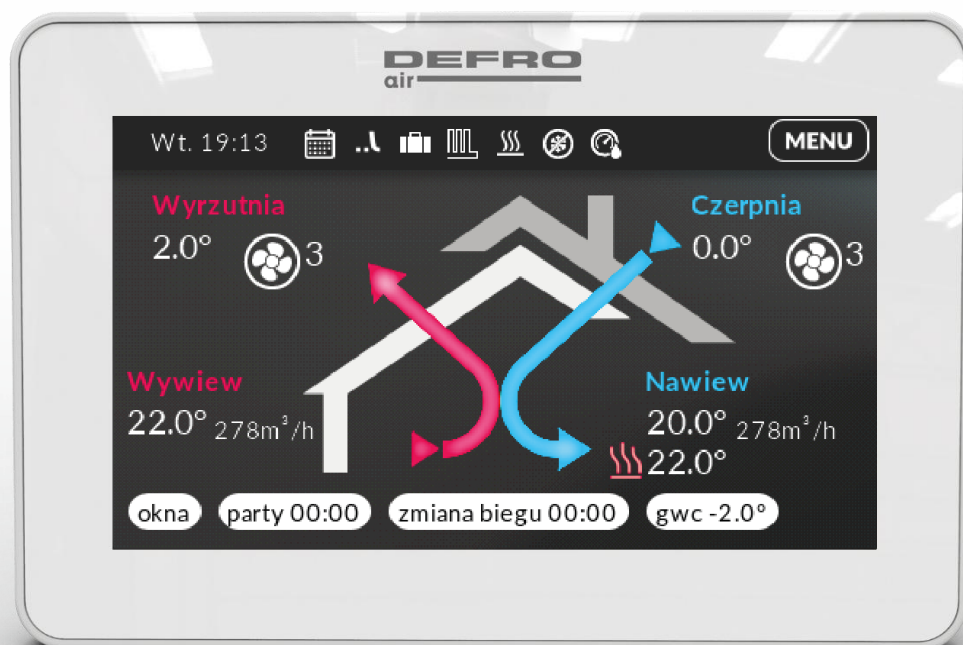 DEFRO
air
Wt. 19:13
MENU
Wyrzutnia
2.0°
3
Czerpnia
0.0°
3
Wywiew
22.0° 278m³/h
Nawiew
20.0° 278m³/h
22.0°
okna
party 00:00
zmiana biegu 00:00
gwc -2.0°